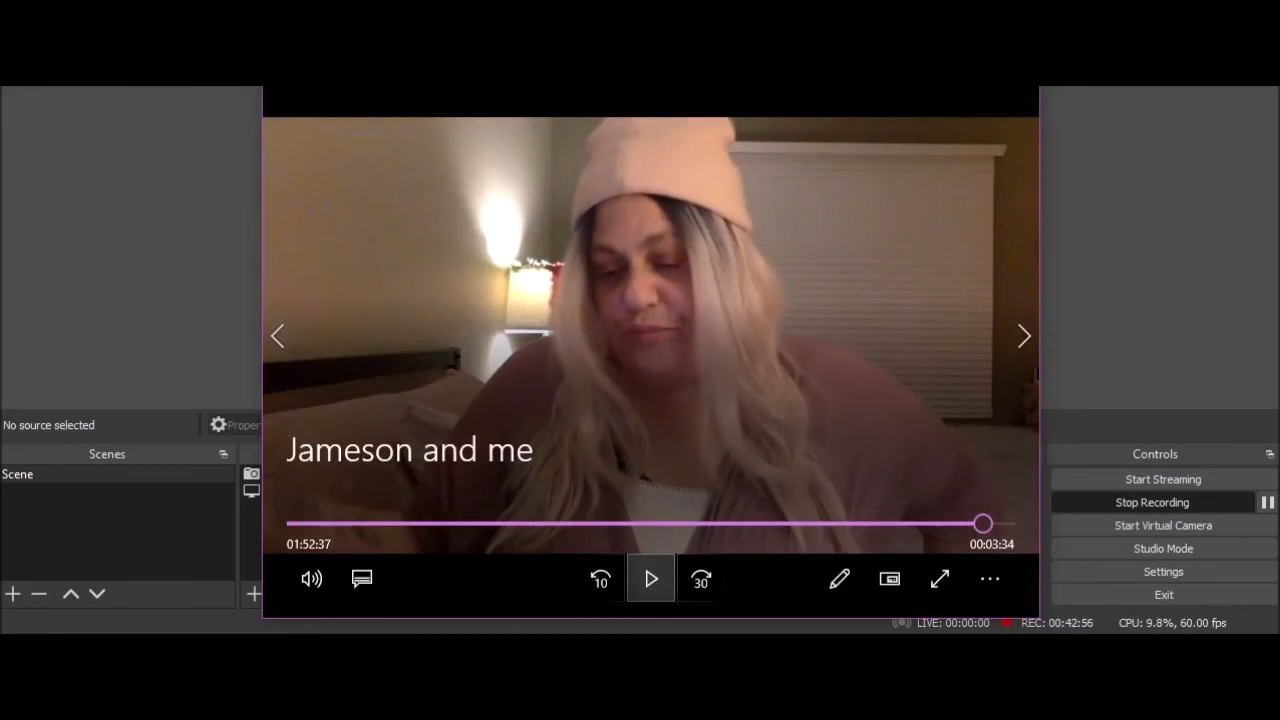 No source selected
Proper
Scenes
Scene
Jameson and me
01:52:37
00:03:34
10
30
Controls
Start Streaming
Stop Recording
Start Virtual Camera
Studio Mode
Settings
Exit
LIVE: 00:00:00
REC: 00:42:56
CPU: 9.8%, 60.00 fps